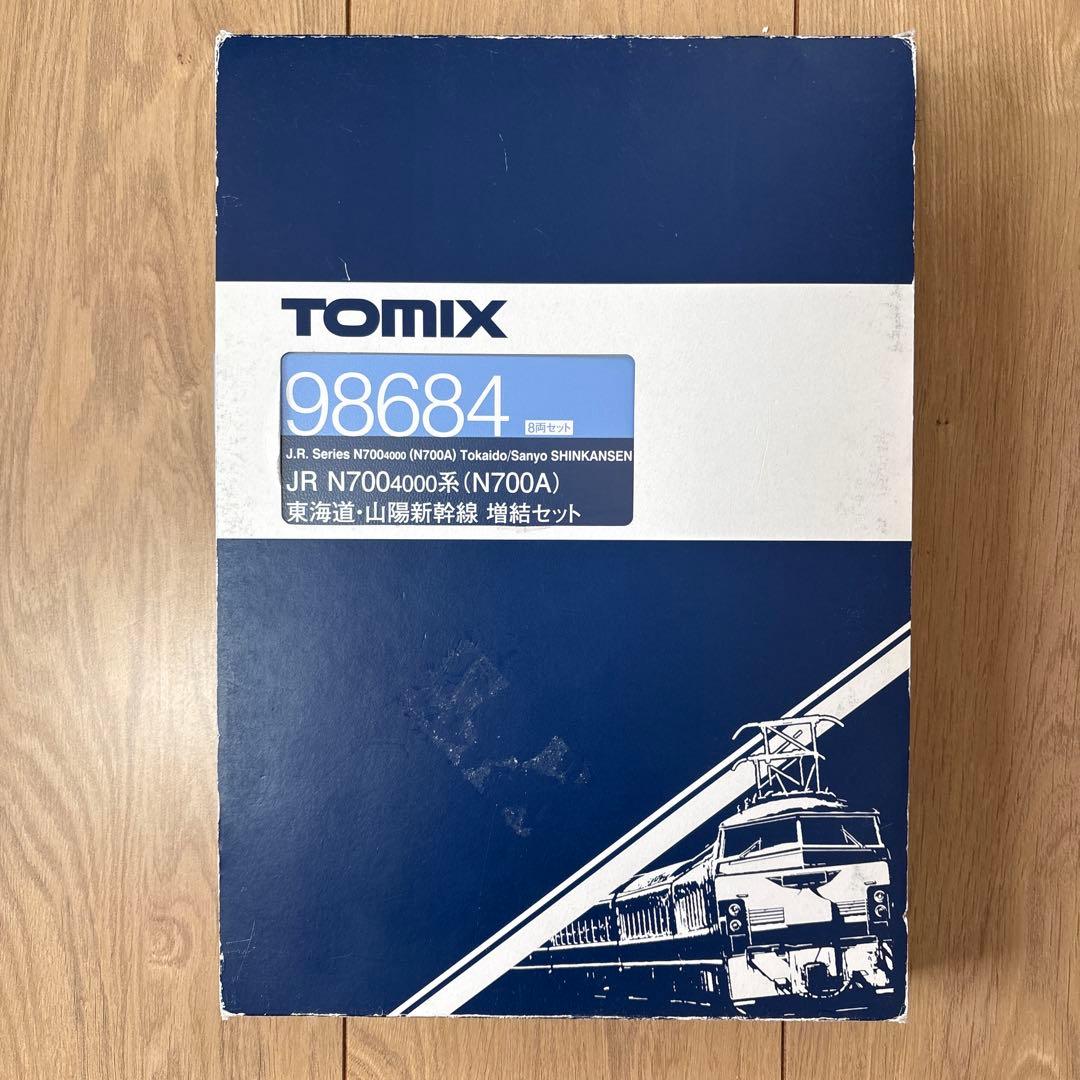 TOMIX
98684 8両セット
J.R. Series N7004000 (N700A) Tokaido/Sanyo SHINKANSEN
JR N7004000系(N700A)
東海道・山陽新幹線 増結セット